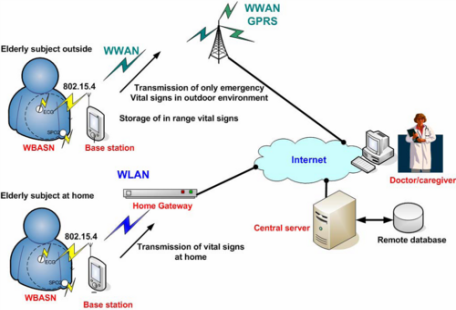 WWAN
GPRS
Elderly subject outside
WWAN
802.15.4
ECG
SPO2
WBASN
Base station
Transmission of only emergency
Vital signs in outdoor environment
Storage of in range vital signs
Internet
Doctor/caregiver
WLAN
Home Gateway
Elderly subject at home
802.15.4
ECG
SPO2
WBASN
Base station
Transmission of vital signs
at home
Central server
Remote database